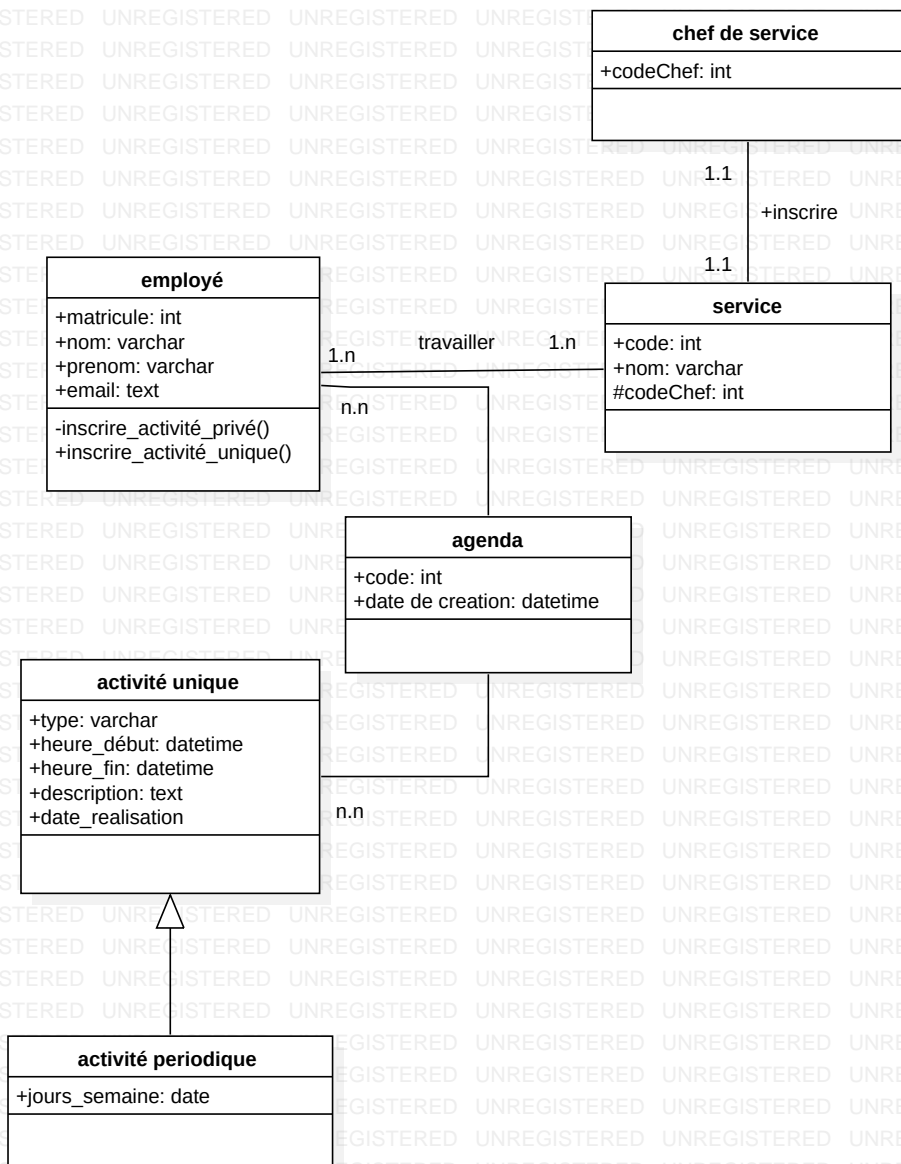 chef de service
+codeChef: int
1.1
+inscrire
1.1
employé
+matricule: int
+nom: varchar
+prenom: varchar
+email: text
-inscrire_activité_privé()
+inscrire_activité_unique()
1.n
travailler
1.n
n.n
service
+code: int
+nom: varchar
#codeChef: int
agenda
+code: int
+date de creation: datetime
activité unique
+type: varchar
+heure_début: datetime
+heure_fin: datetime
+description: text
+date_realisation
n.n
activité periodique
+jours_semaine: date
UNREGISTERED